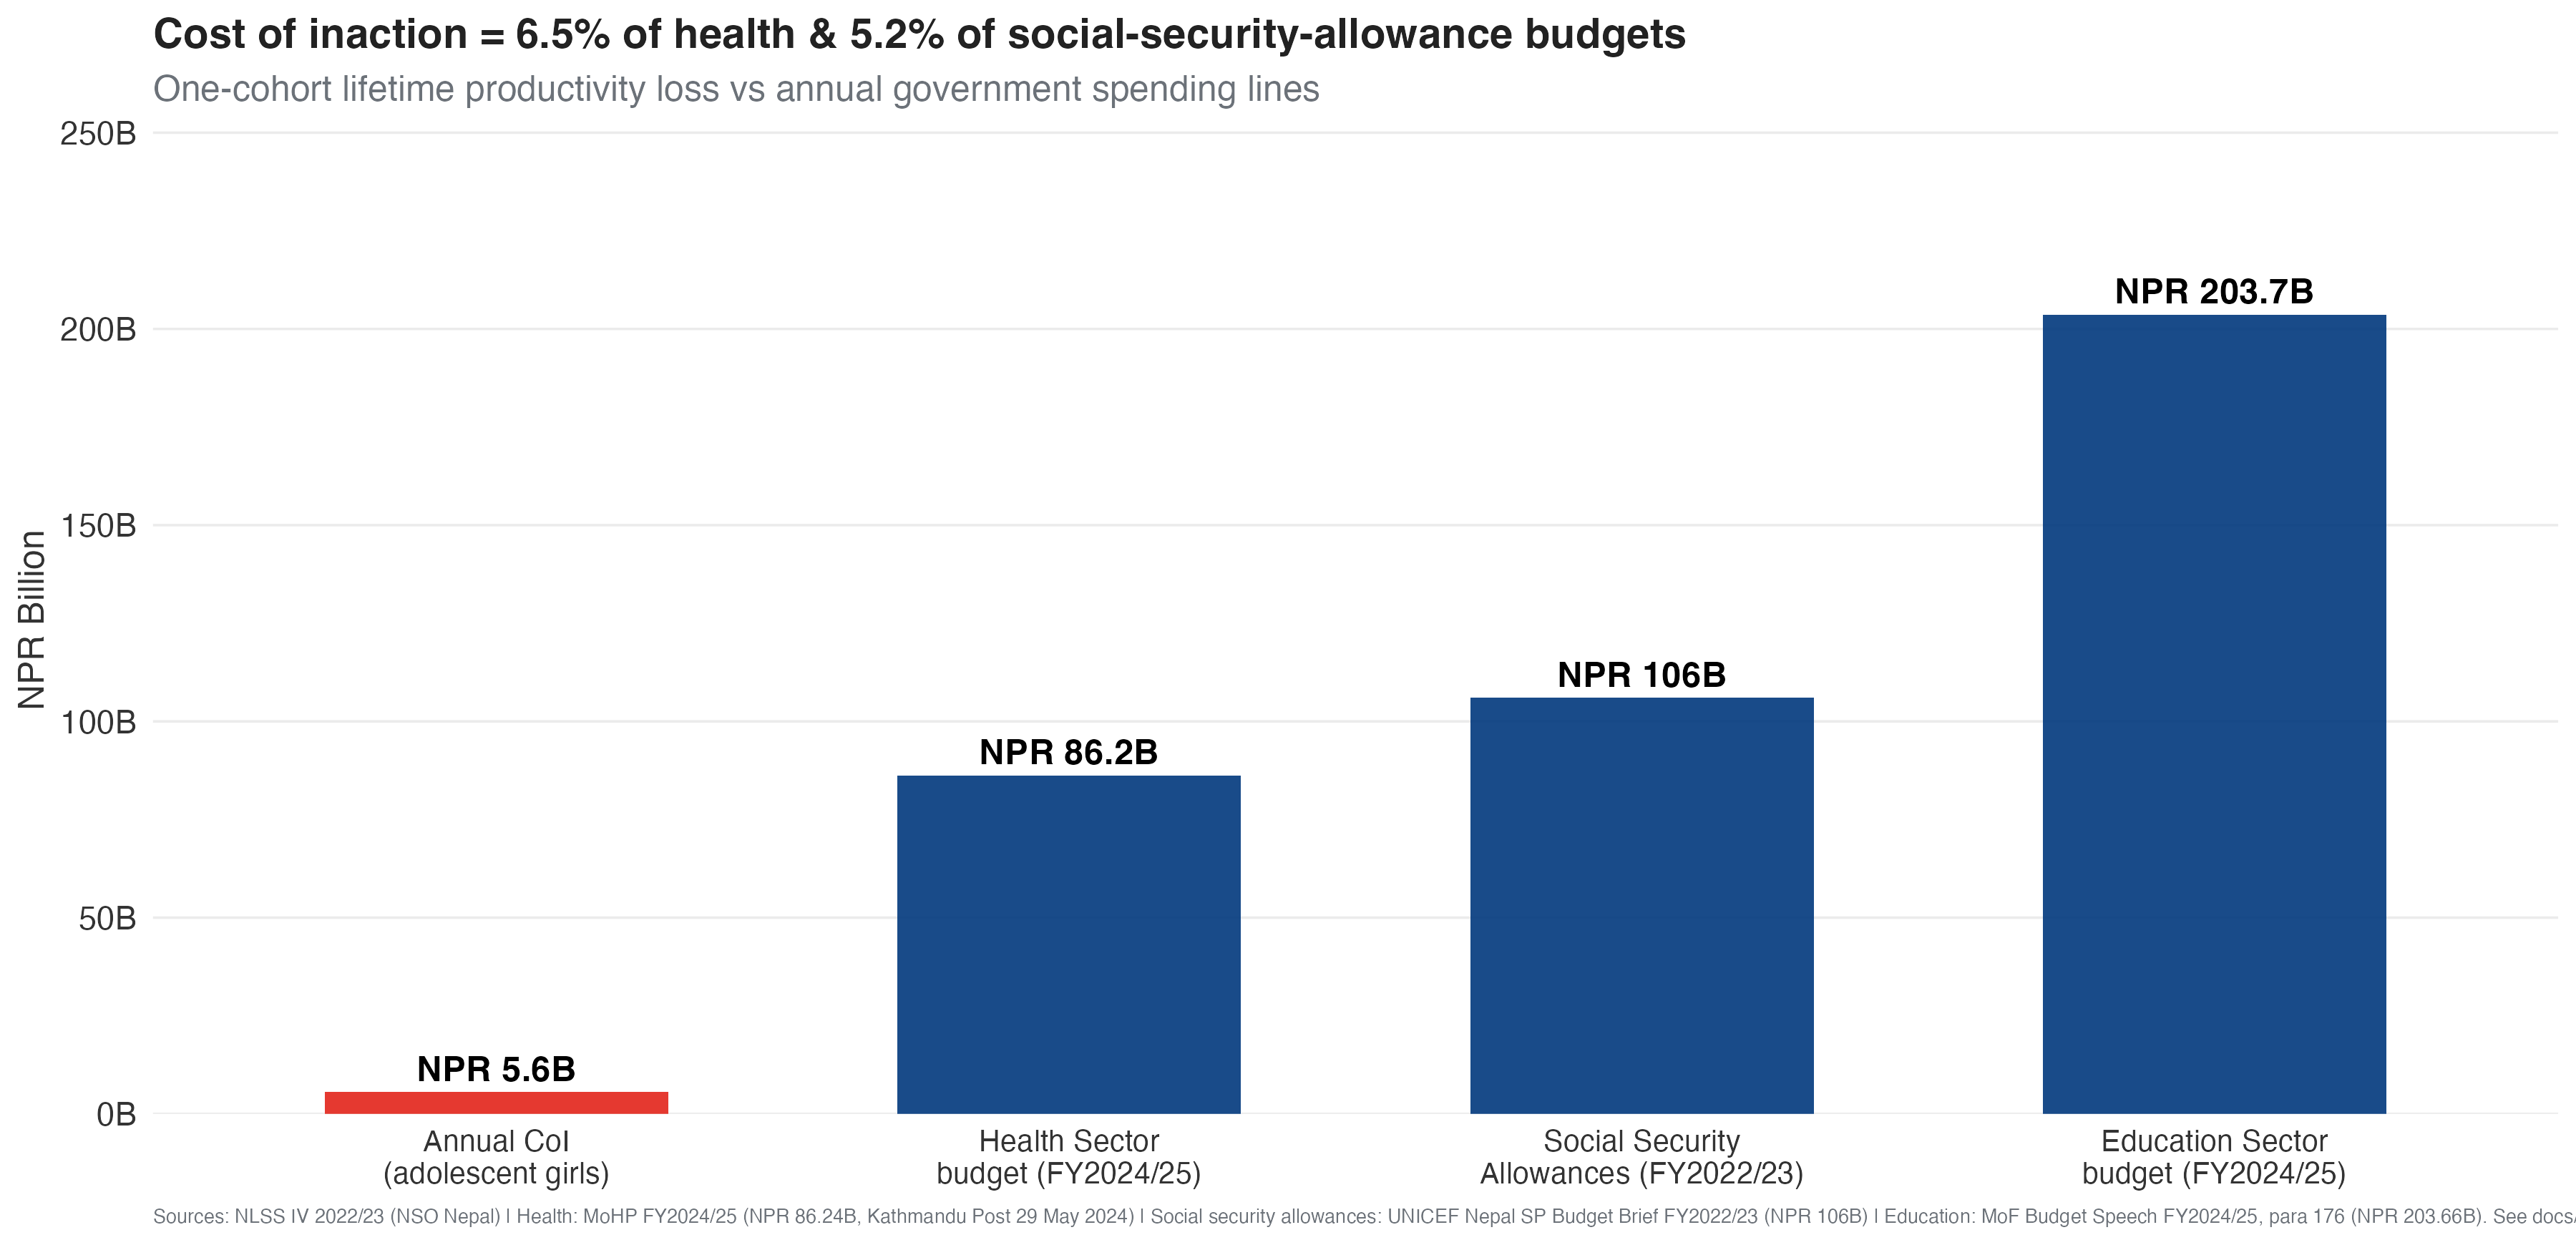 Cost of inaction = 6.5% of health & 5.2% of social-security-allowance budgets
One-cohort lifetime productivity loss vs annual government spending lines
250B
200B
150B
100B
50B
0B
NPR Billion
NPR 5.6B
NPR 86.2B
NPR 106B
NPR 203.7B
Annual CoI
(adolescent girls)
Health Sector
budget (FY2024/25)
Social Security
Allowances (FY2022/23)
Education Sector
budget (FY2024/25)
Sources: NLSS IV 2022/23 (NSO Nepal) | Health: MoHP FY2024/25 (NPR 86.24B, Kathmandu Post 29 May 2024) | Social security allowances: UNICEF Nepal SP Budget Brief FY2022/23 (NPR 106B) | Education: MoF Budget Speech FY2024/25, para 176 (NPR 203.66B). See docs/